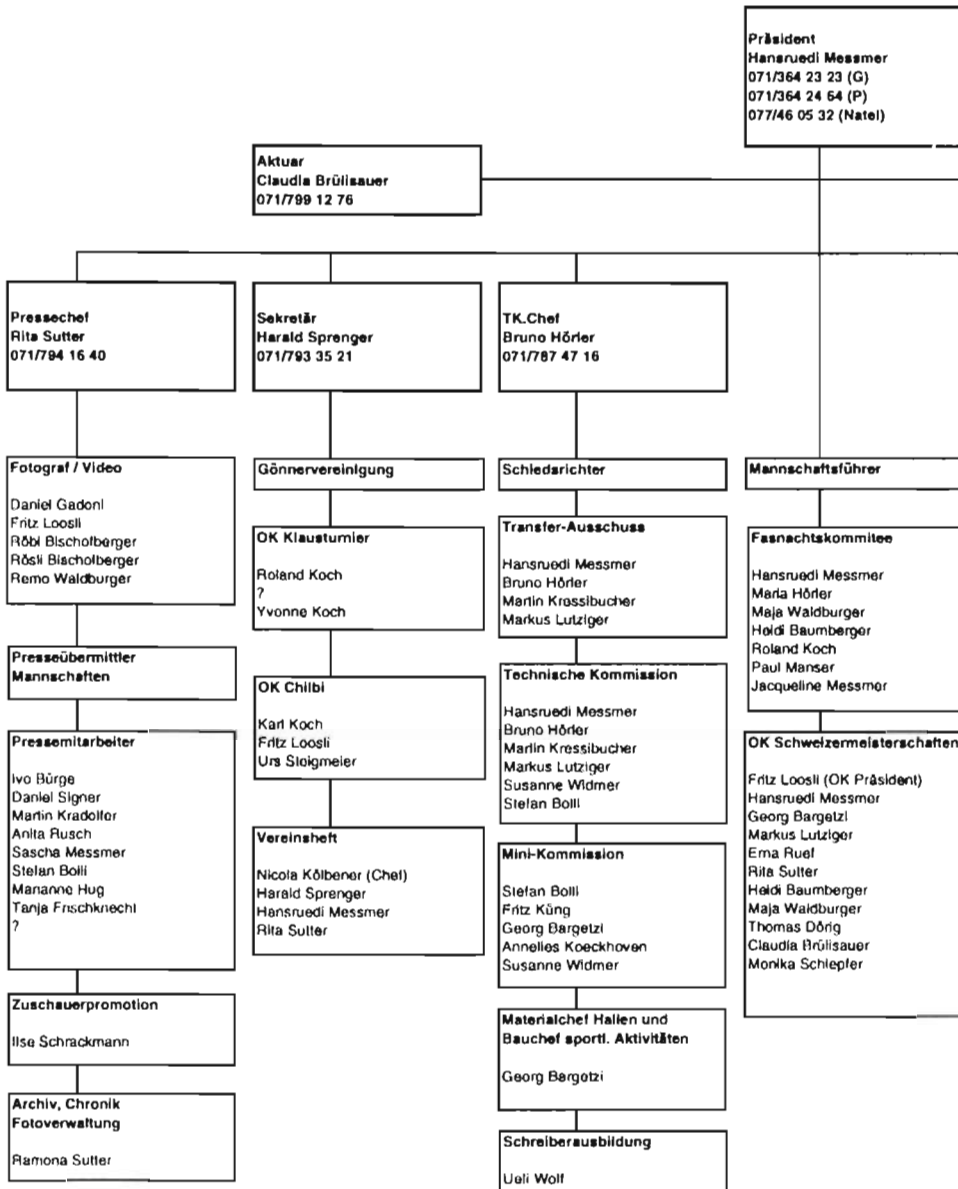 Präsident
Hansruedi Messmer
071/364 23 23 (G)
071/364 24 64 (P)
077/46 05 32 (Natel)
Aktuar
Claudia Brülisauer
071/799 12 76
Pressechef
Rita Sutter
071/794 16 40
Sekretär
Harald Sprenger
071/793 35 21
TK.Chef
Bruno Hörler
071/787 47 16
Fotograf / Video
Daniel Gadoni
Fritz Loosli
Röbi Bischofberger
Rösli Bischofberger
Remo Waldburger
Presseübermittler
Mannschaften
Pressemitarbeiter
Ivo Bürge
Daniel Signer
Martin Kradolfer
Anita Rusch
Sascha Messmer
Stefan Bolli
Marianne Hug
Tanja Frischknecht
?
Zuschauerpromotion
Ilse Schrackmann
Archiv, Chronik
Fotoverwaltung
Ramona Sutter
Gönnervereinigung
OK Klausturnier
Roland Koch
?
Yvonne Koch
OK Chilbi
Karl Koch
Fritz Loosli
Urs Steigmeier
Vereinsheft
Nicola Kölbener (Chef)
Harald Sprenger
Hansruedi Messmer
Rita Sutter
Schiedsrichter
Transfer-Ausschuss
Hansruedi Messmer
Bruno Hörler
Martin Kressibucher
Markus Lutziger
Technische Kommission
Hansruedi Messmer
Bruno Hörler
Martin Kressibucher
Markus Lutziger
Susanne Widmer
Stefan Bolli
Mini-Kommission
Stefan Bolli
Fritz Küng
Georg Bargetzi
Annelies Koeckhoven
Susanne Widmer
Materialchef Hallen und
Bauchef sportl. Aktivitäten
Georg Bargetzi
Schreiberausbildung
Ueli Wolf
Mannschaftsführer
Fasnachtskommitee
Hansruedi Messmer
Maria Hörler
Maja Waldburger
Heidi Baumberger
Roland Koch
Paul Manser
Jacqueline Messmer
OK Schweizermeisterschaften
Fritz Loosli (OK Präsident)
Hansruedi Messmer
Georg Bargetzi
Markus Lutziger
Erna Ruef
Rita Sutter
Heidi Baumberger
Maja Waldburger
Thomas Dörig
Claudia Brülisauer
Monika Schlepfer